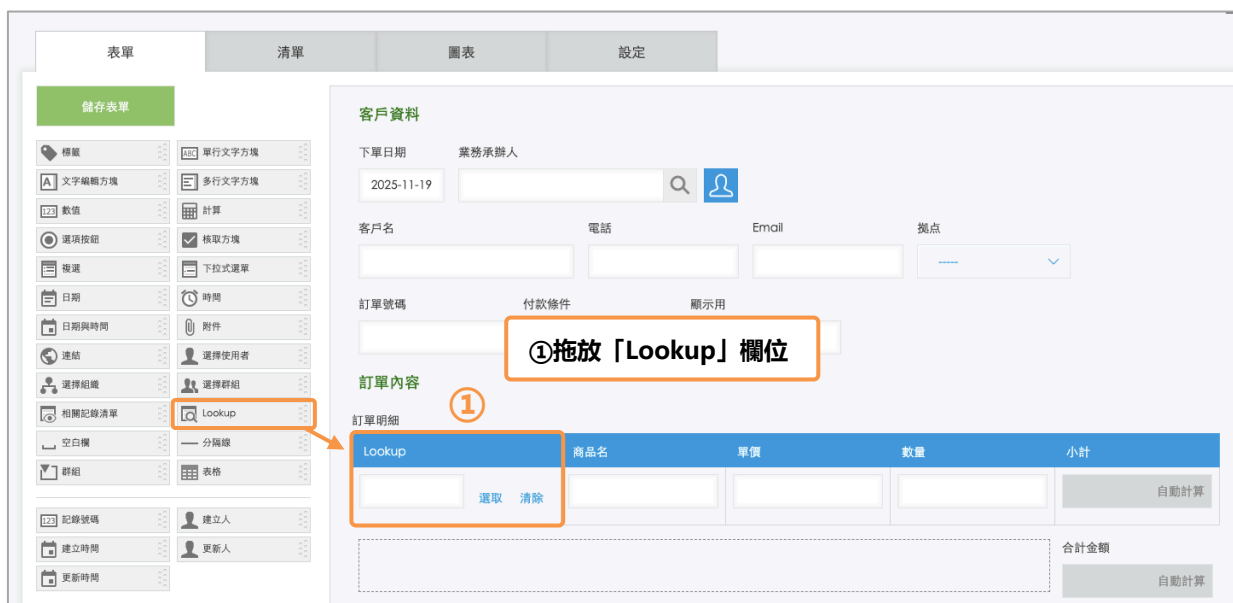 表單 清單 圖表 設定
儲存表單
標籤 ABC 單行文字方塊
A 文字編輯方塊 多行文字方塊
123 數值 計算
選項按鈕 核取方塊
複選 下拉式選單
日期 時間
日期與時間 附件
連結 選擇使用者
選擇組織 選擇群組
相關記錄清單 Lookup
空白欄 分隔線
群組 表格
123 記錄號碼 建立人
建立時間 更新人
更新時間
客戶資料
下單日期 業務承辦人
2025-11-19
客戶名 電話 Email 拠点
-----
訂單號碼 付款條件 顯示用
①拖放「Lookup」欄位
訂單內容
①
訂單明細
Lookup 商品名 單價 數量 小計
選取 清除 自動計算
合計金額
自動計算